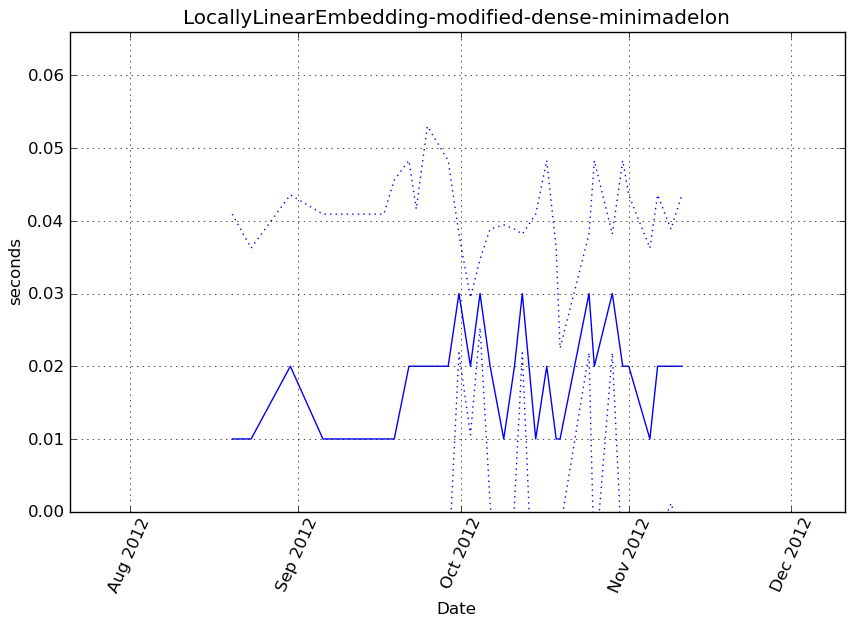 LocallyLinearEmbedding-modified-dense-minimadelon
0.06
0.05
0.04
0.03
0.02
0.01
0.00
seconds
Aug 2012
Sep 2012
Oct 2012
Nov 2012
Dec 2012
Date